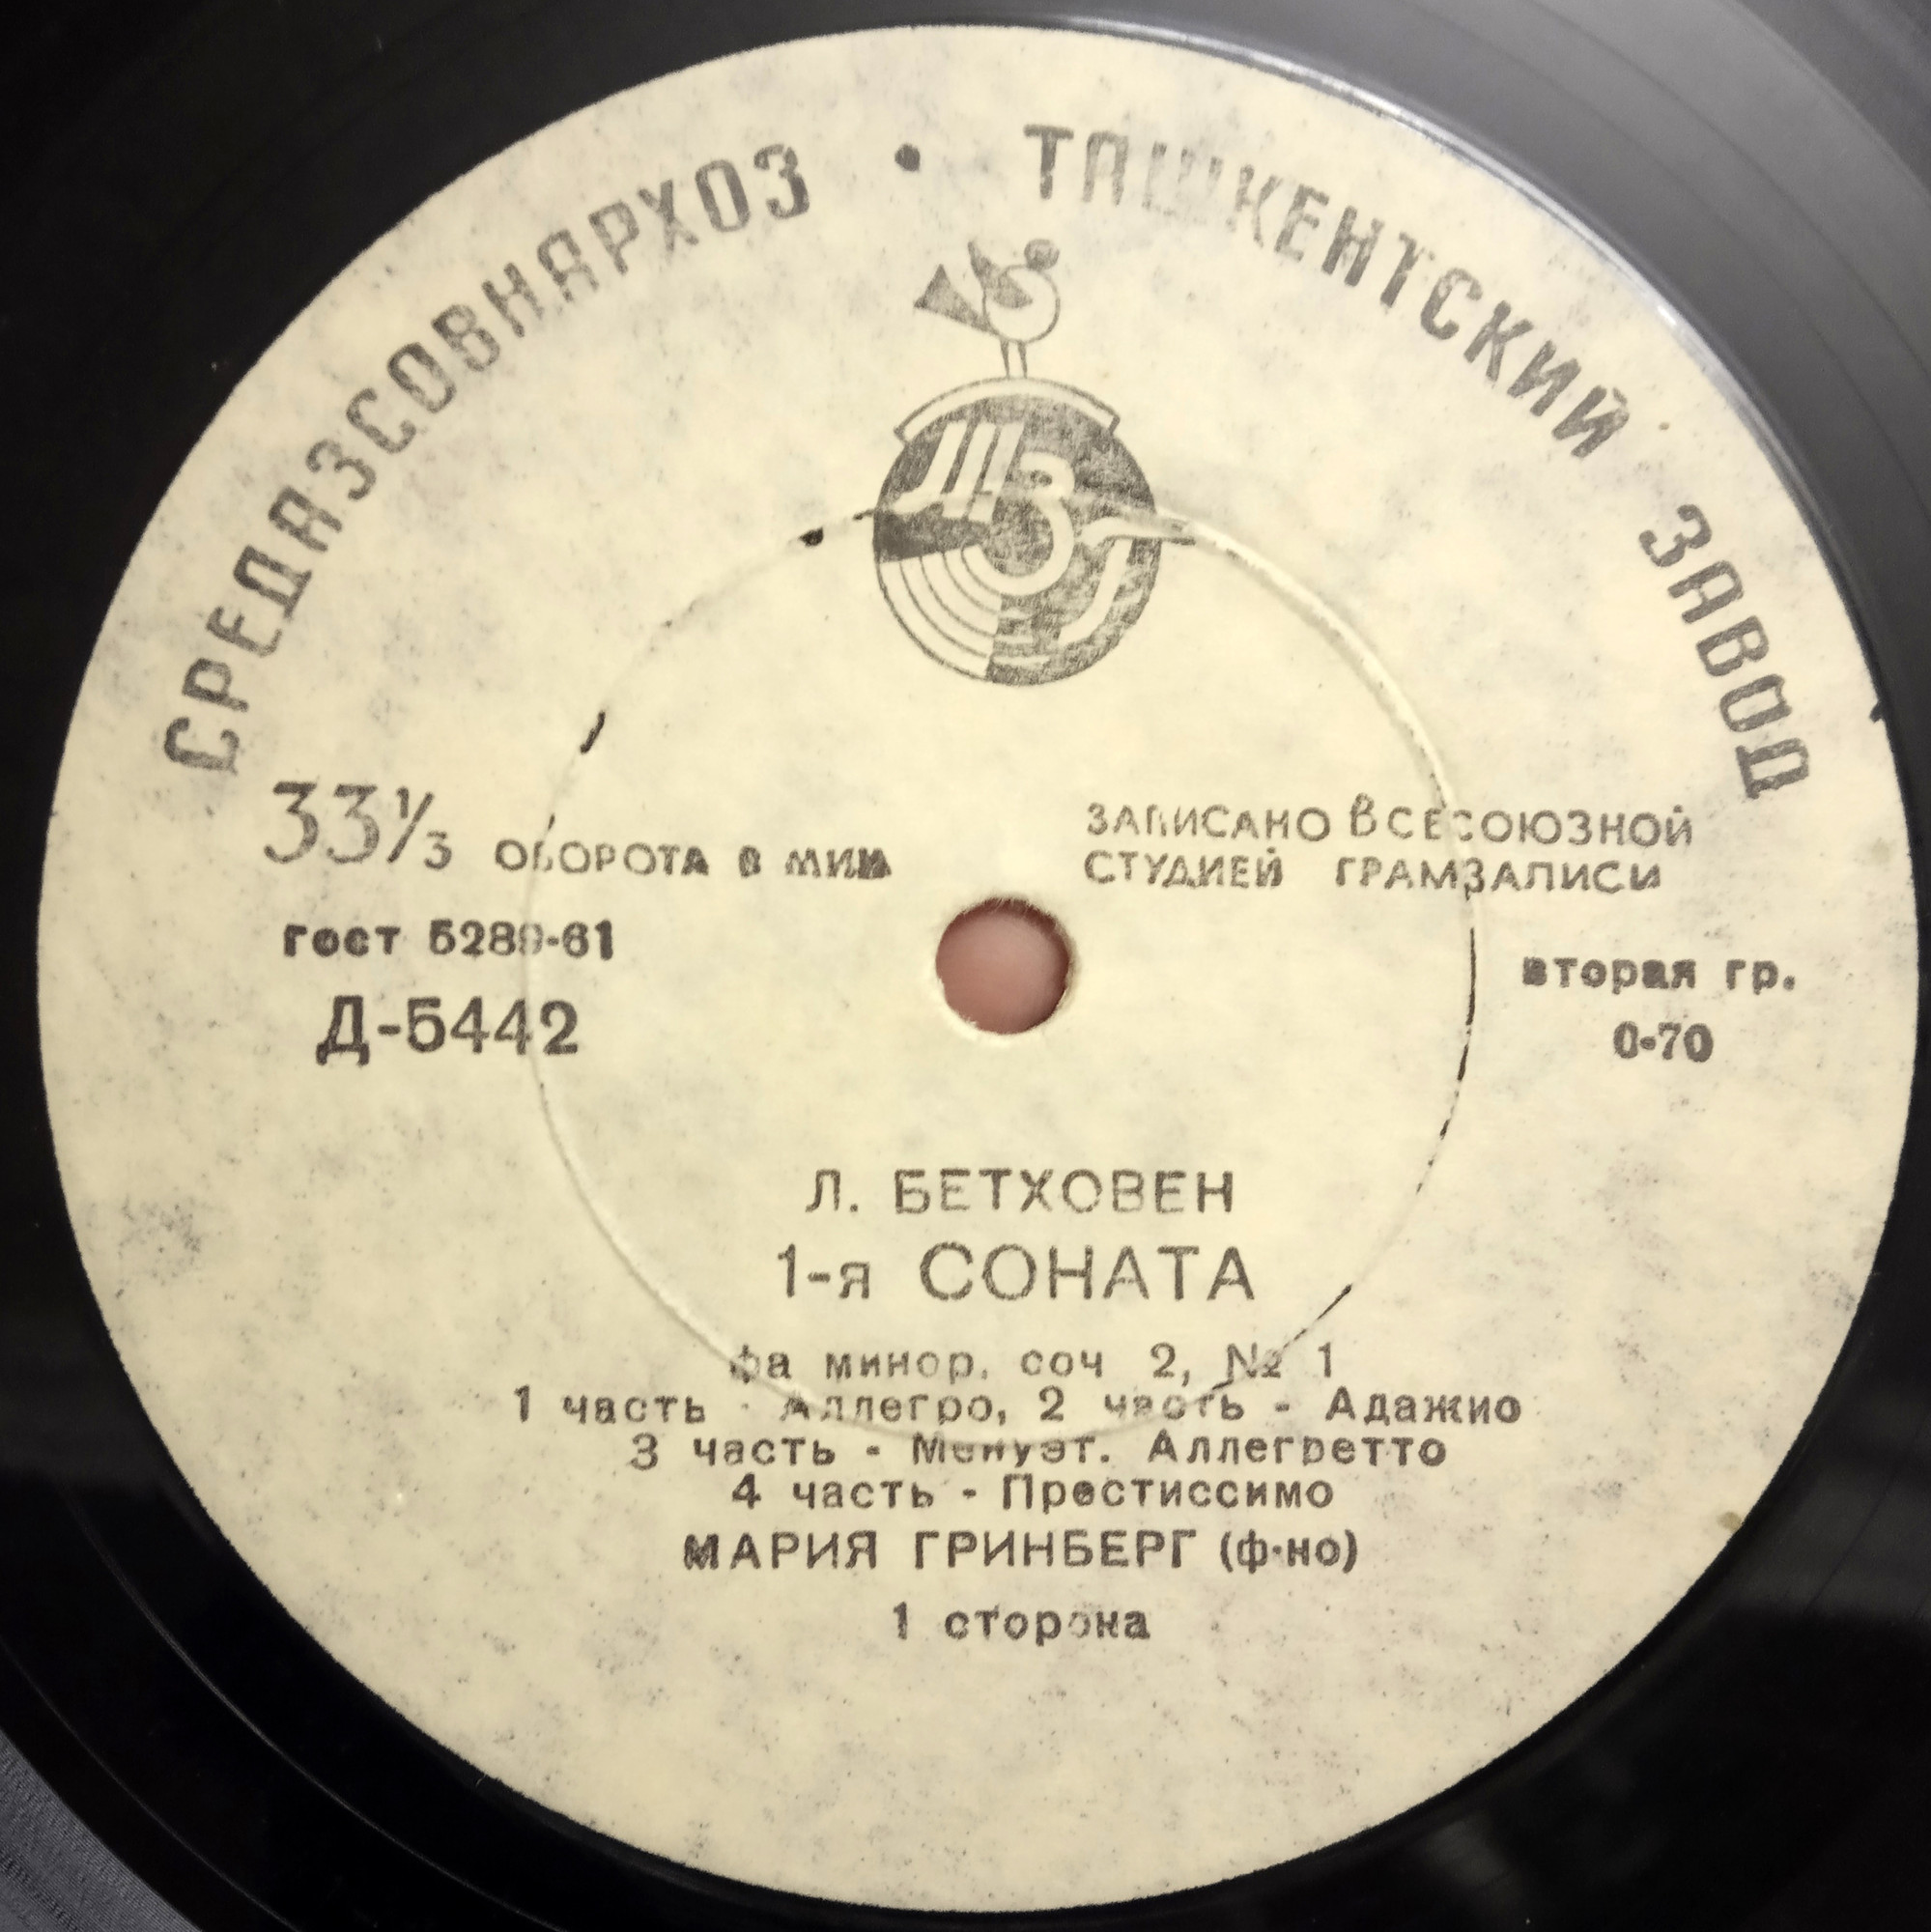 СРЕДАЗСОВНАРХОЗ • ТАШКЕНТСКИЙ ЗАВОД
ТЗ
33⅓ ОБОРОТА В МИН
ЗАПИСАНО ВСЕСОЮЗНОЙ
СТУДИЕЙ ГРАМЗАПИСИ
гост 5289-61
вторая гр.
Д-5442
0-70
Л. БЕТХОВЕН
1-я СОНАТА
фа минор. соч 2, № 1
1 часть - Аллегро, 2 часть - Адажио
3 часть - Менуэт. Аллегретто
4 часть - Престиссимо
МАРИЯ ГРИНБЕРГ (ф-но)
1 сторона